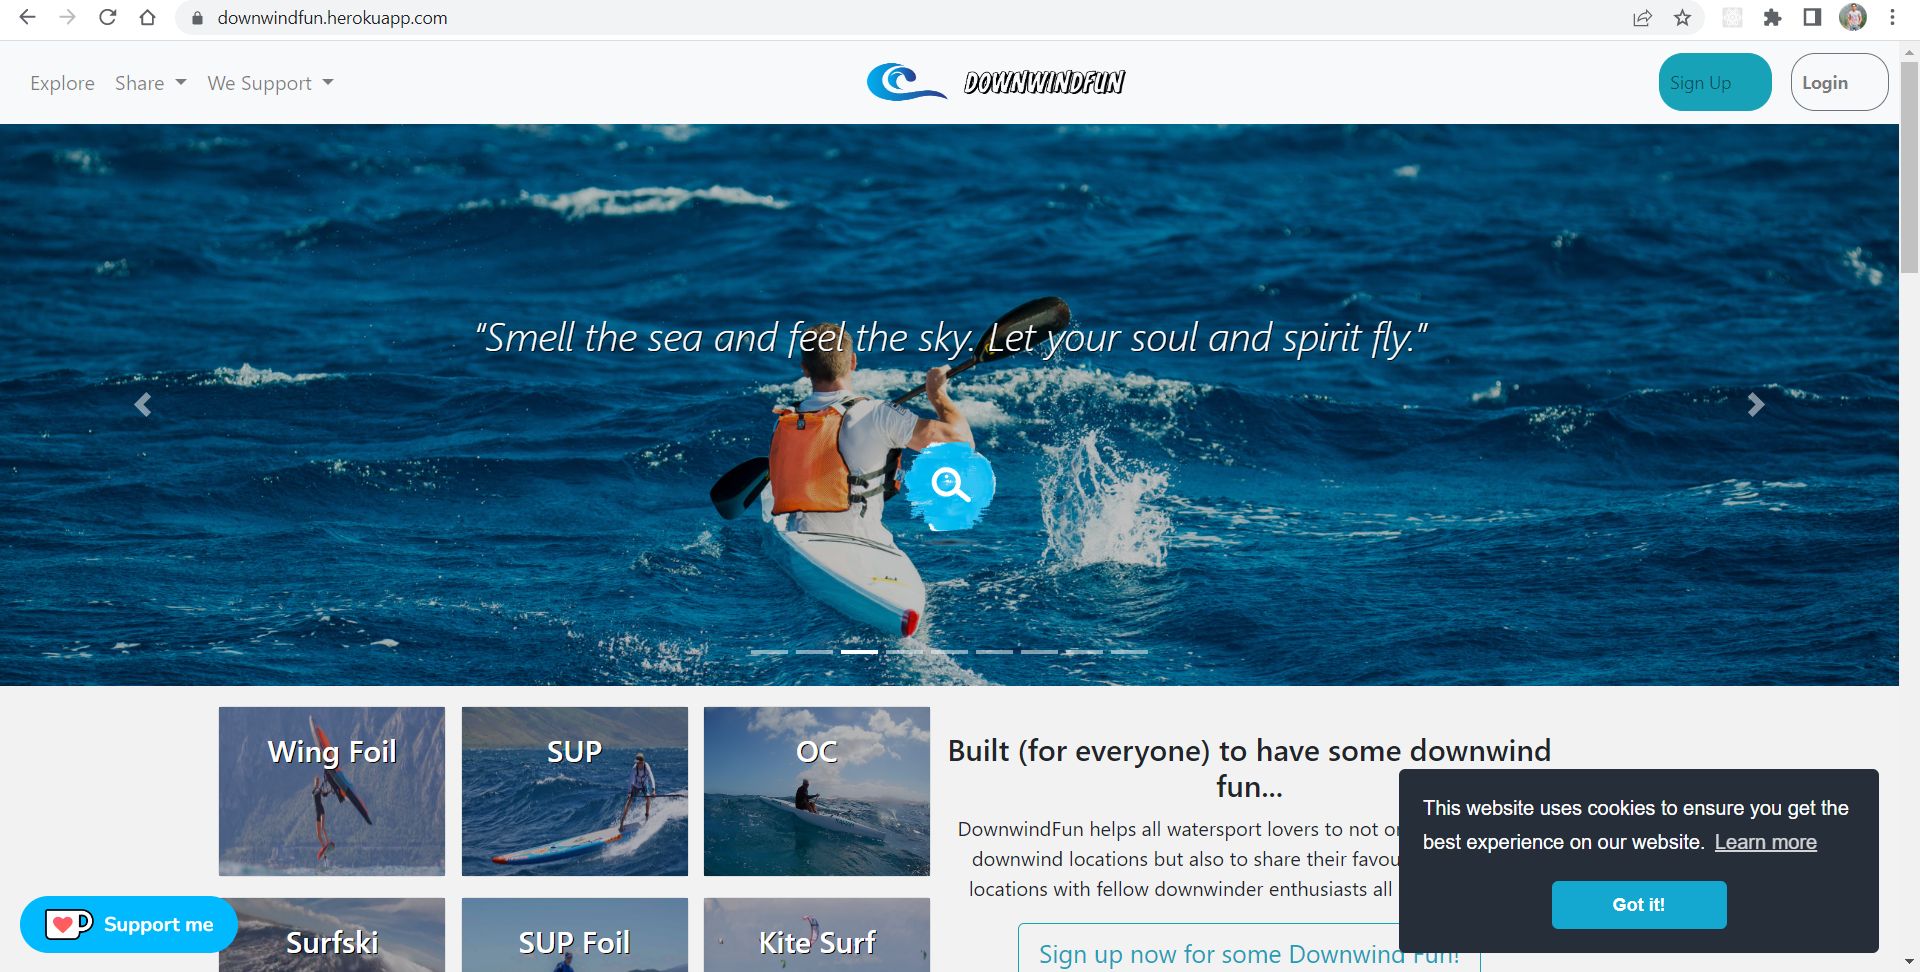 downwindfun.herokuapp.com
Explore Share We Support
DOWNWINDFUN
Sign Up
Login
“Smell the sea and feel the sky. Let your soul and spirit fly.”
Wing Foil
SUP
OC
Surfski
SUP Foil
Kite Surf
Built (for everyone) to have some downwind
fun...
DownwindFun helps all watersport lovers to not
downwind locations but also to share their
locations with fellow downwinder enthusiasts all
Sign up now for some Downwind Fun!
This website uses cookies to ensure you get the
best experience on our website. Learn more
Got it!
Support me